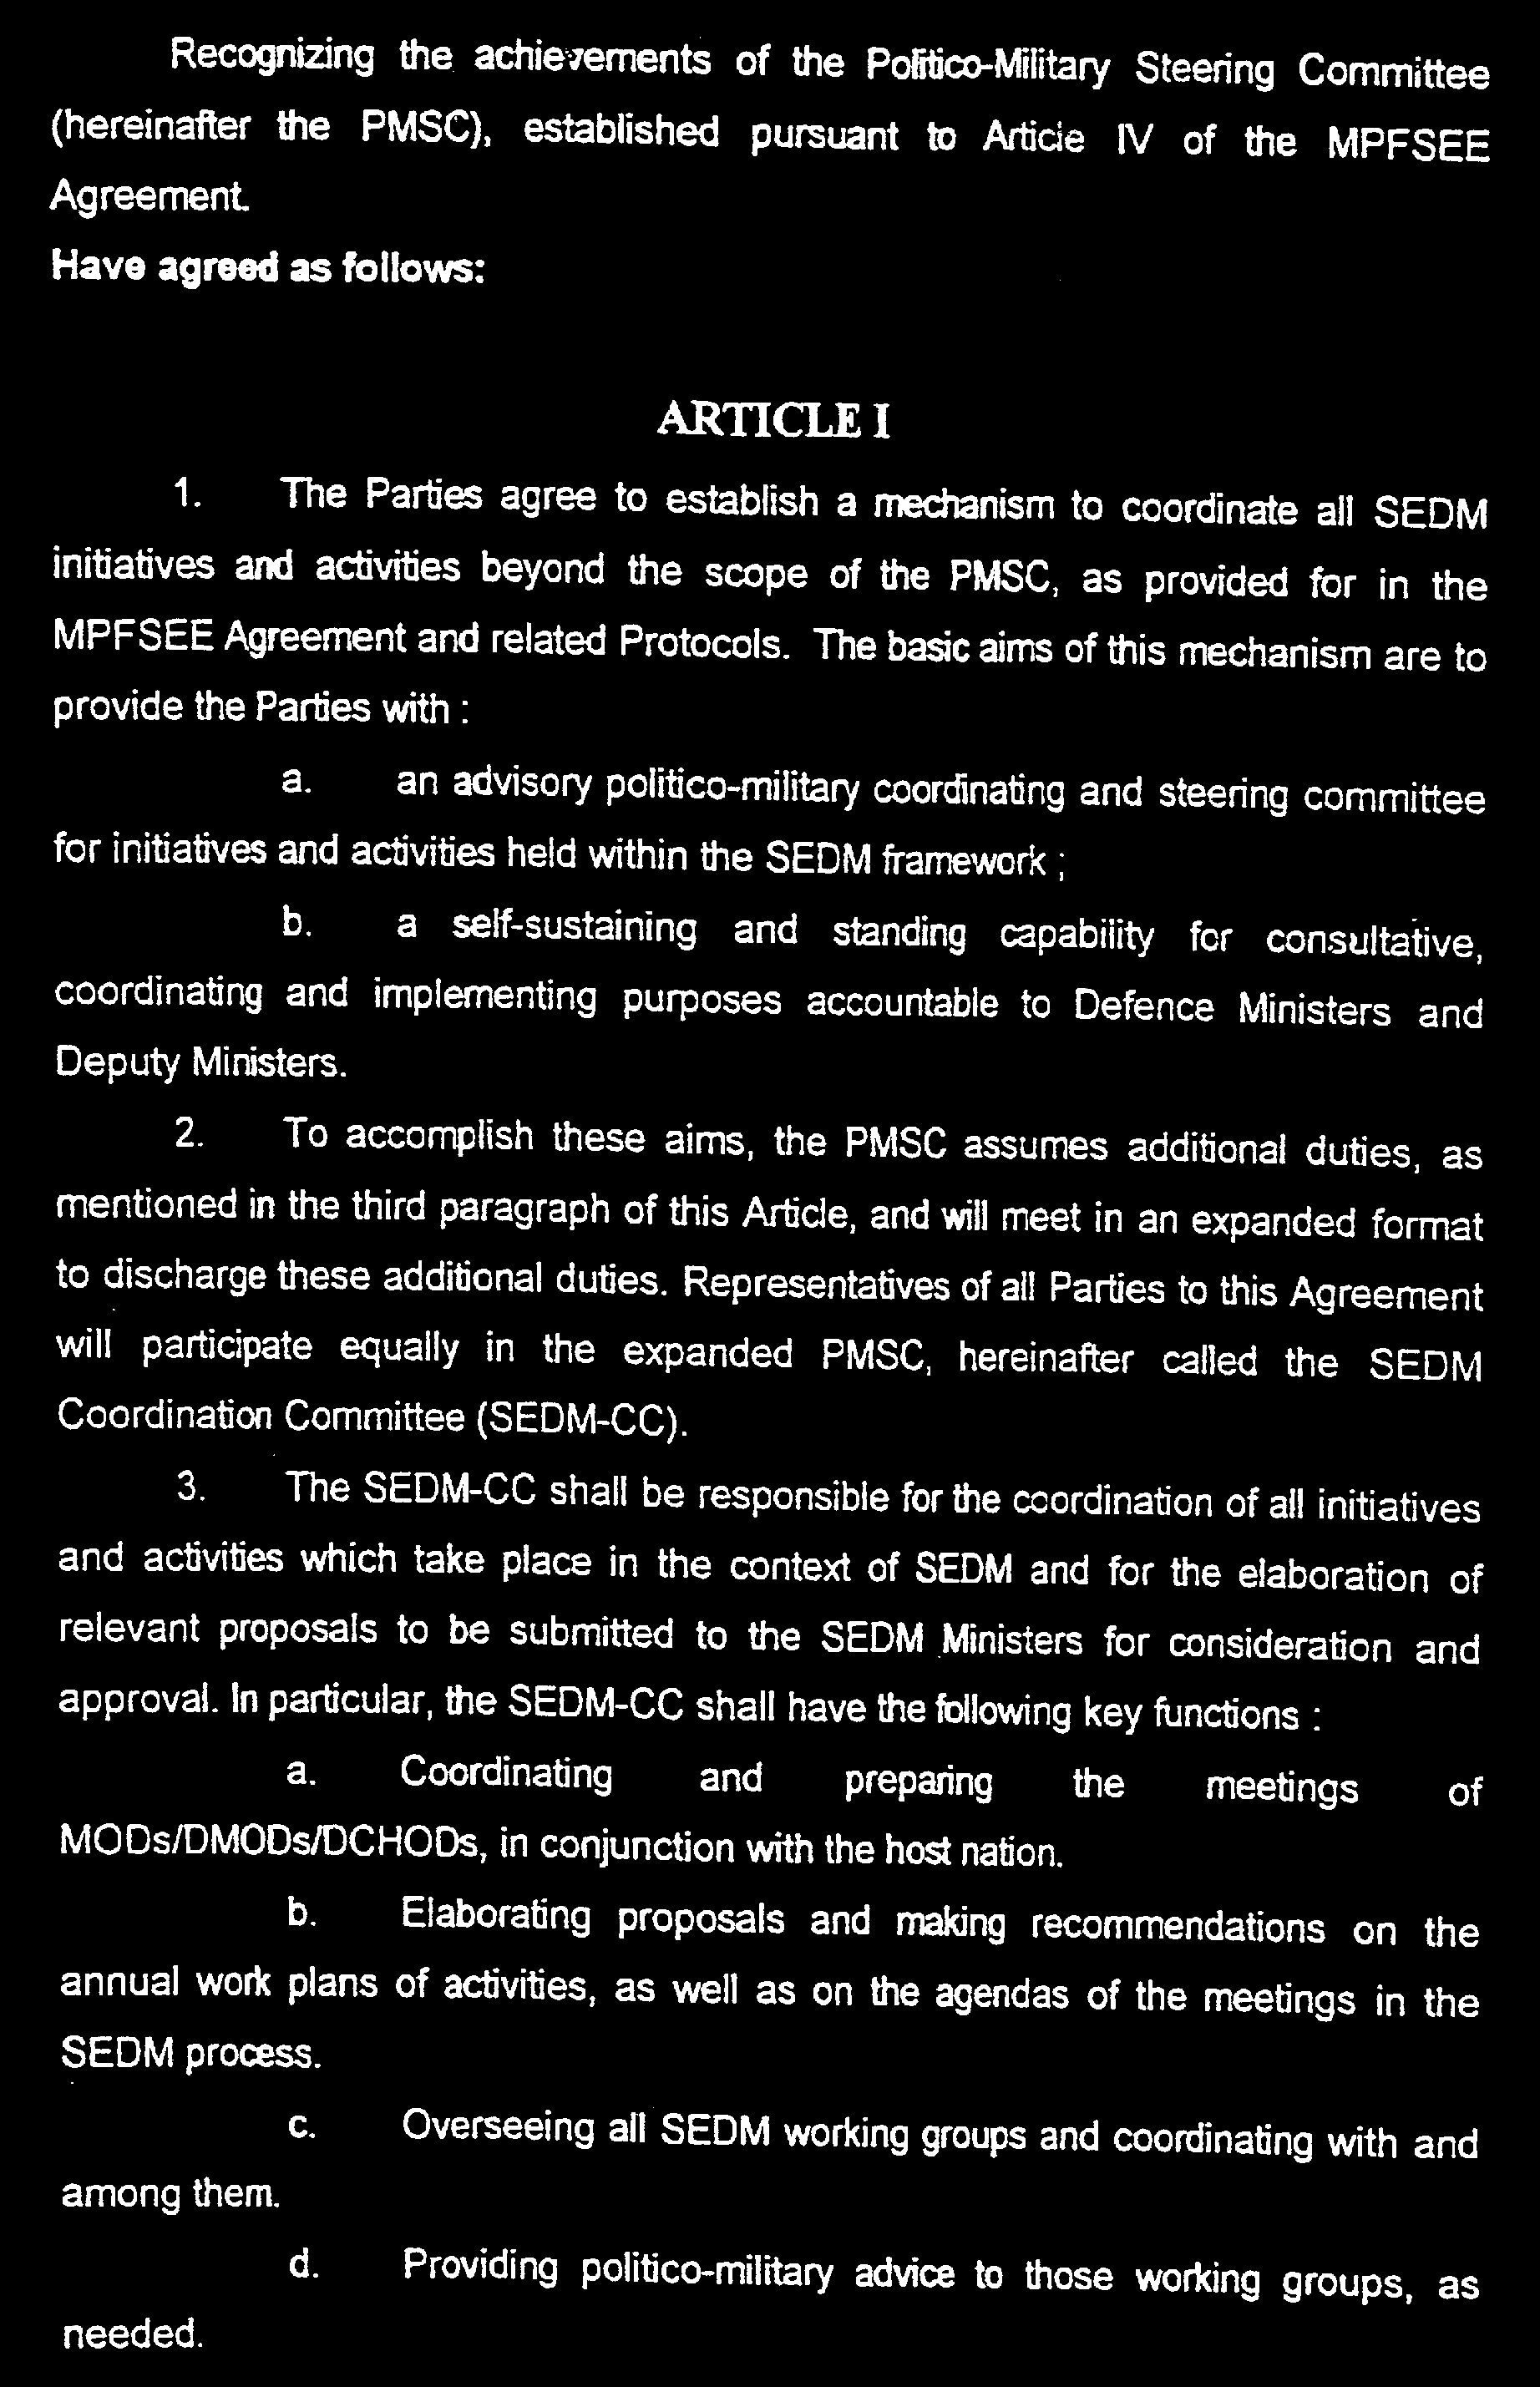 Recognizing the achievements of the Politico-Military Steering Committee
(hereinafter the PMSC), established pursuant to Article IV of the MPFSEE
Agreement.
Have agreed as follows:
ARTICLE I
1. The Parties agree to establish a mechanism to coordinate all SEDM
initiatives and activities beyond the scope of the PMSC, as provided for in the
MPFSEE Agreement and related Protocols. The basic aims of this mechanism are to
provide the Parties with :
a. an advisory politico-military coordinating and steering committee
for initiatives and activities held within the SEDM framework ;
b. a self-sustaining and standing capability for consultative,
coordinating and implementing purposes accountable to Defence Ministers and
Deputy Ministers.
2. To accomplish these aims, the PMSC assumes additional duties, as
mentioned in the third paragraph of this Article, and will meet in an expanded format
to discharge these additional duties. Representatives of all Parties to this Agreement
will participate equally in the expanded PMSC, hereinafter called the SEDM
Coordination Committee (SEDM-CC).
3. The SEDM-CC shall be responsible for the coordination of all initiatives
and activities which take place in the context of SEDM and for the elaboration of
relevant proposals to be submitted to the SEDM Ministers for consideration and
approval. In particular, the SEDM-CC shall have the following key functions :
a. Coordinating and preparing the meetings of
MODs/DMODs/DCHODs, in conjunction with the host nation.
b. Elaborating proposals and making recommendations on the
annual work plans of activities, as well as on the agendas of the meetings in the
SEDM process.
c. Overseeing all SEDM working groups and coordinating with and
among them.
d. Providing politico-military advice to those working groups, as
needed.